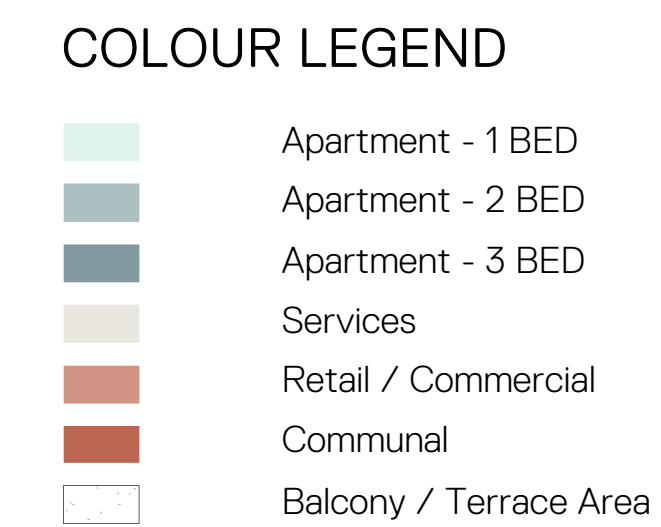 COLOUR LEGEND
Apartment - 1 BED
Apartment - 2 BED
Apartment - 3 BED
Services
Retail / Commercial
Communal
Balcony / Terrace Area